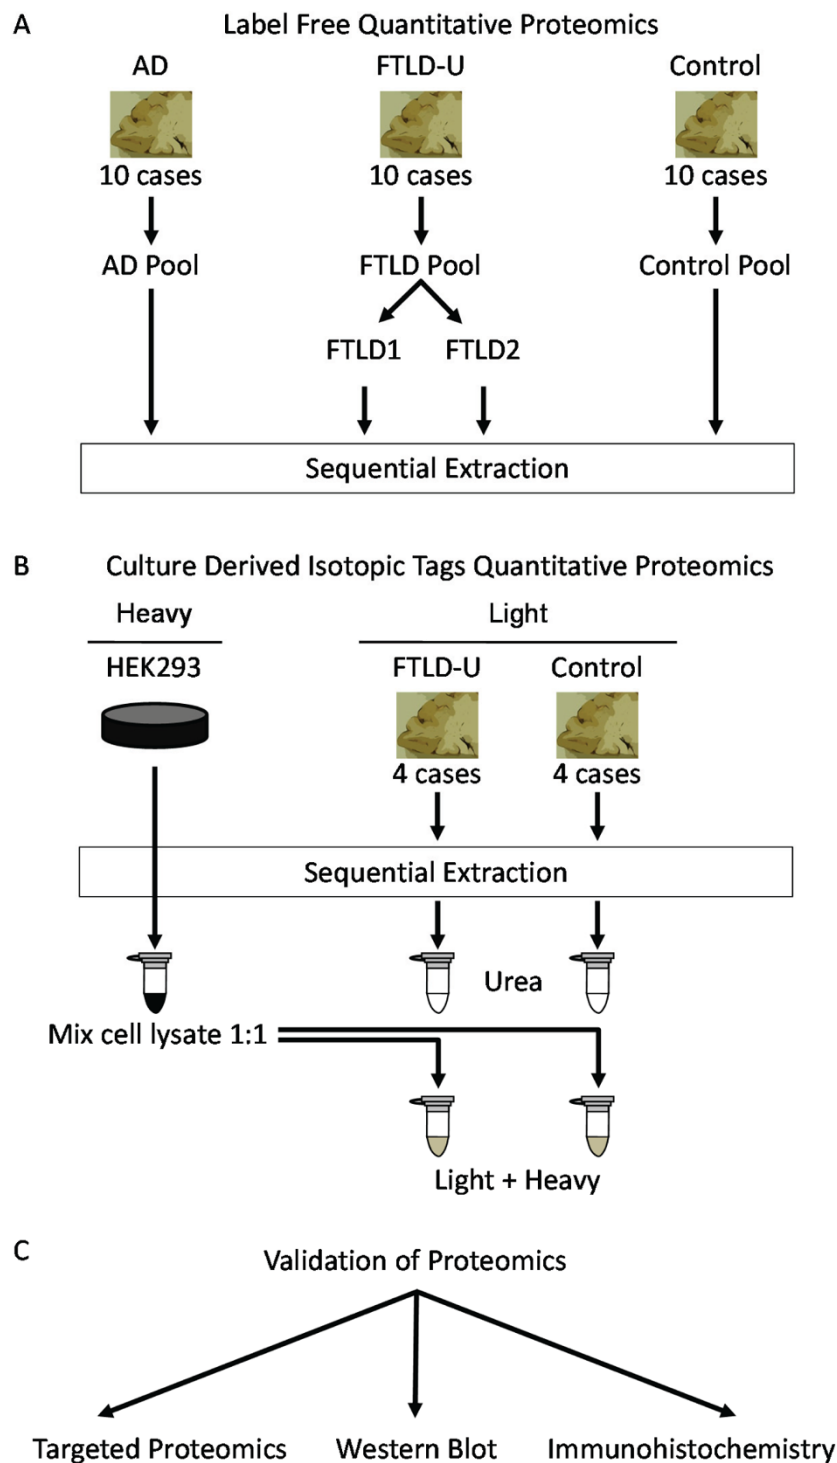 A
Label Free Quantitative Proteomics
AD FTLD-U Control
10 cases 10 cases 10 cases
AD Pool FTLD Pool Control Pool
FTLD1 FTLD2
Sequential Extraction
B
Culture Derived Isotopic Tags Quantitative Proteomics
Heavy Light
HEK293 FTLD-U Control
4 cases 4 cases
Sequential Extraction
Urea
Mix cell lysate 1:1
Light + Heavy
C
Validation of Proteomics
Targeted Proteomics Western Blot Immunohistochemistry